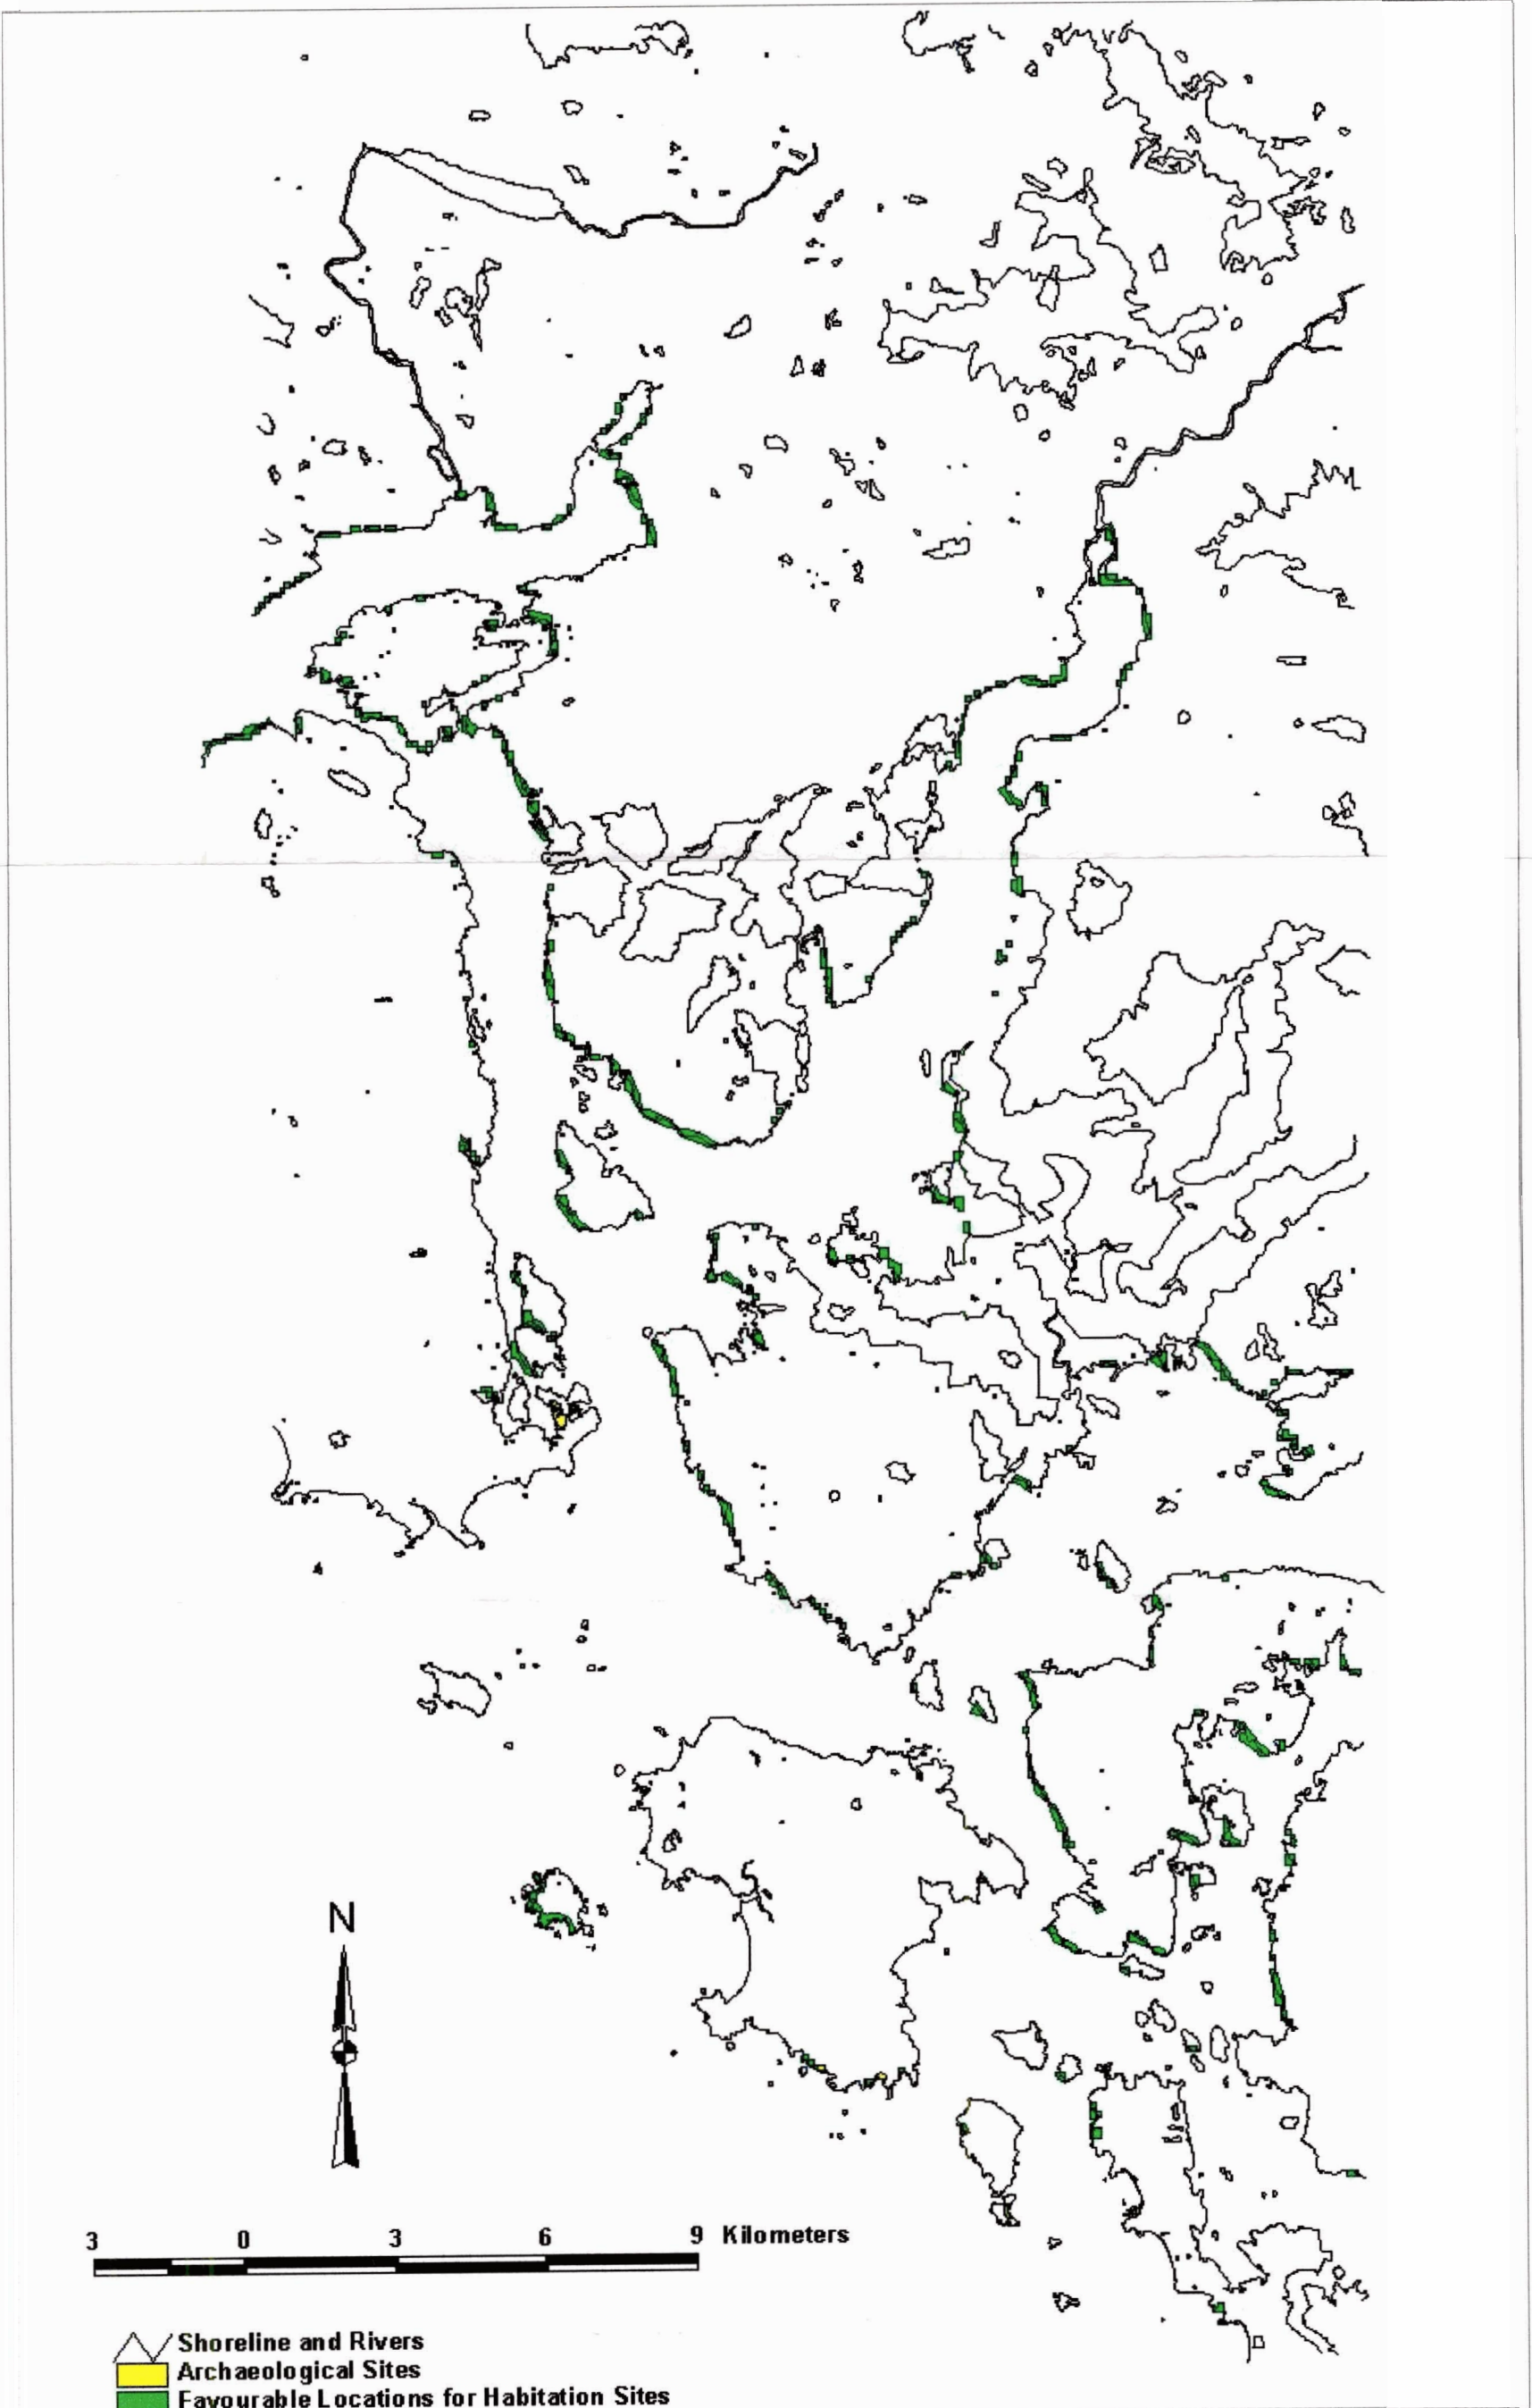 N
3 0 3 6 9 Kilometers
Shoreline and Rivers
Archaeological Sites
Favourable Locations for Habitation Sites